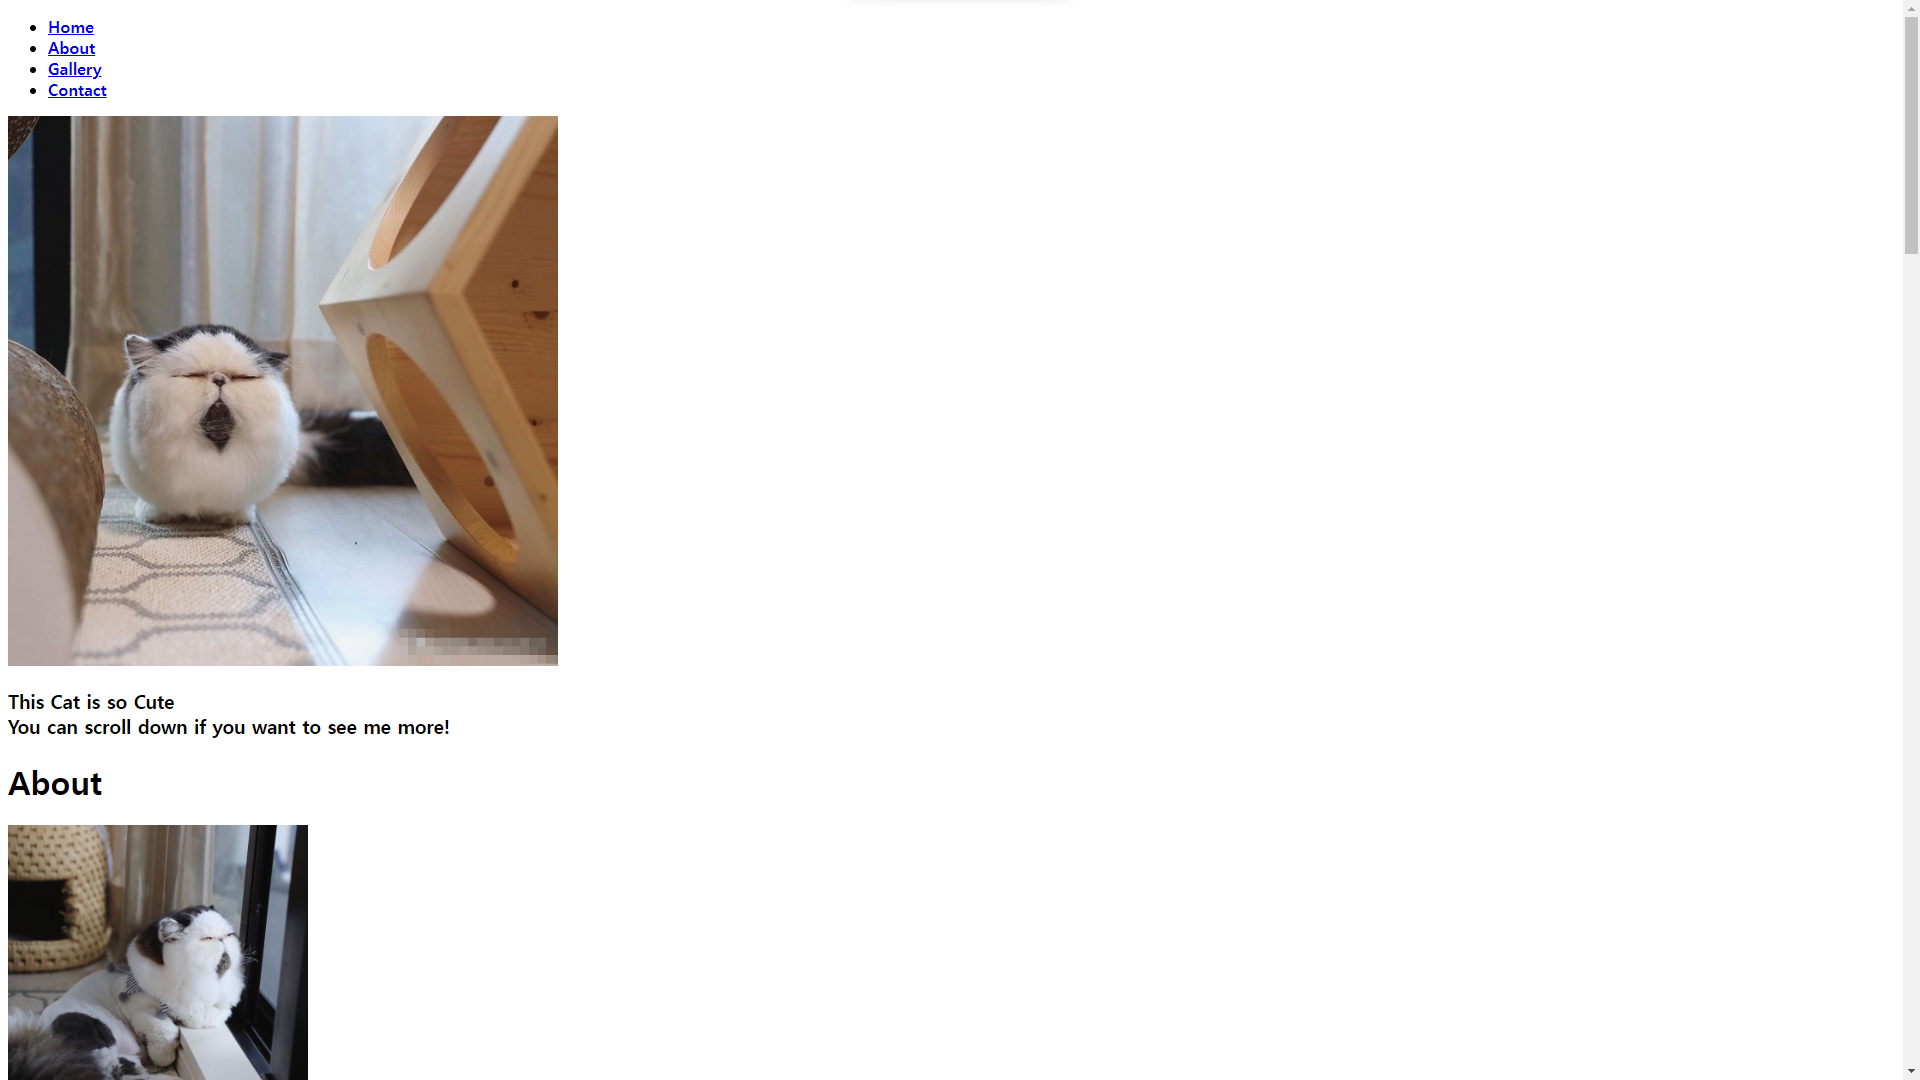 Home
About
Gallery
Contact
This Cat is so Cute
You can scroll down if you want to see me more!
About